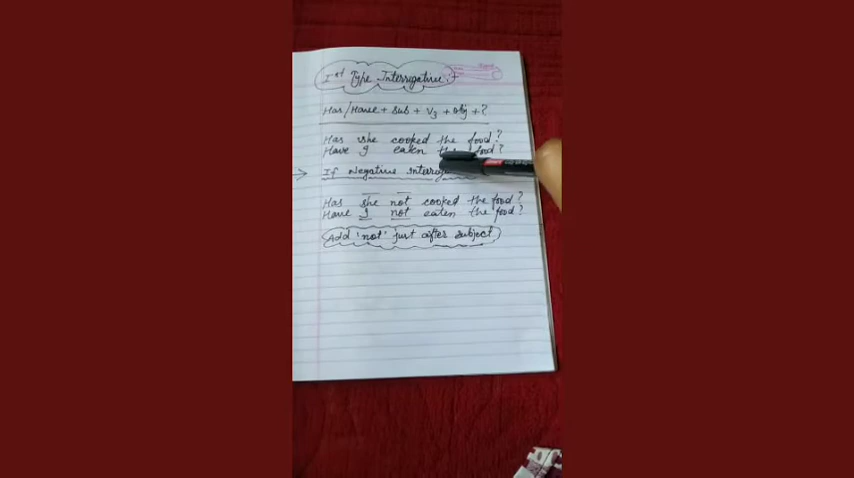 Ist Type Interrogative :+
Has/Have + sub + V3 + obj + ?
Has she cooked the food?
Have I eaten the food?
→ If Negative Interrog
Has she not cooked the food?
Have I not eaten the food?
Add 'not' just after subject